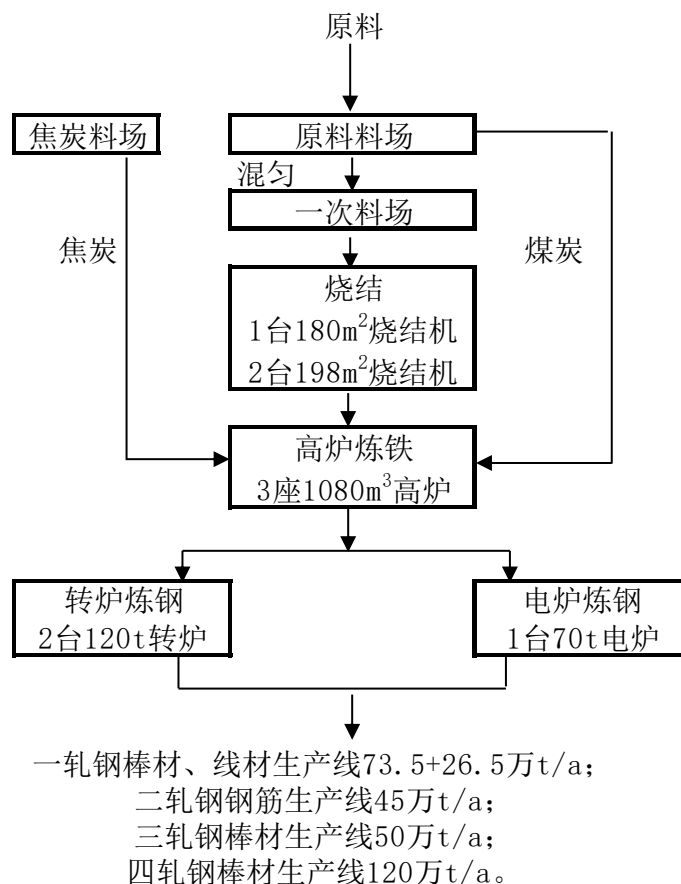 原料
焦炭料场
原料料场
混匀
一次料场
焦炭
煤炭
烧结
1台180m²烧结机
2台198m²烧结机
高炉炼铁
3座1080m³高炉
转炉炼钢
2台120t转炉
电炉炼钢
1台70t电炉
一轧钢棒材、线材生产线73.5+26.5万t/a;
二轧钢钢筋生产线45万t/a;
三轧钢棒材生产线50万t/a;
四轧钢棒材生产线120万t/a。